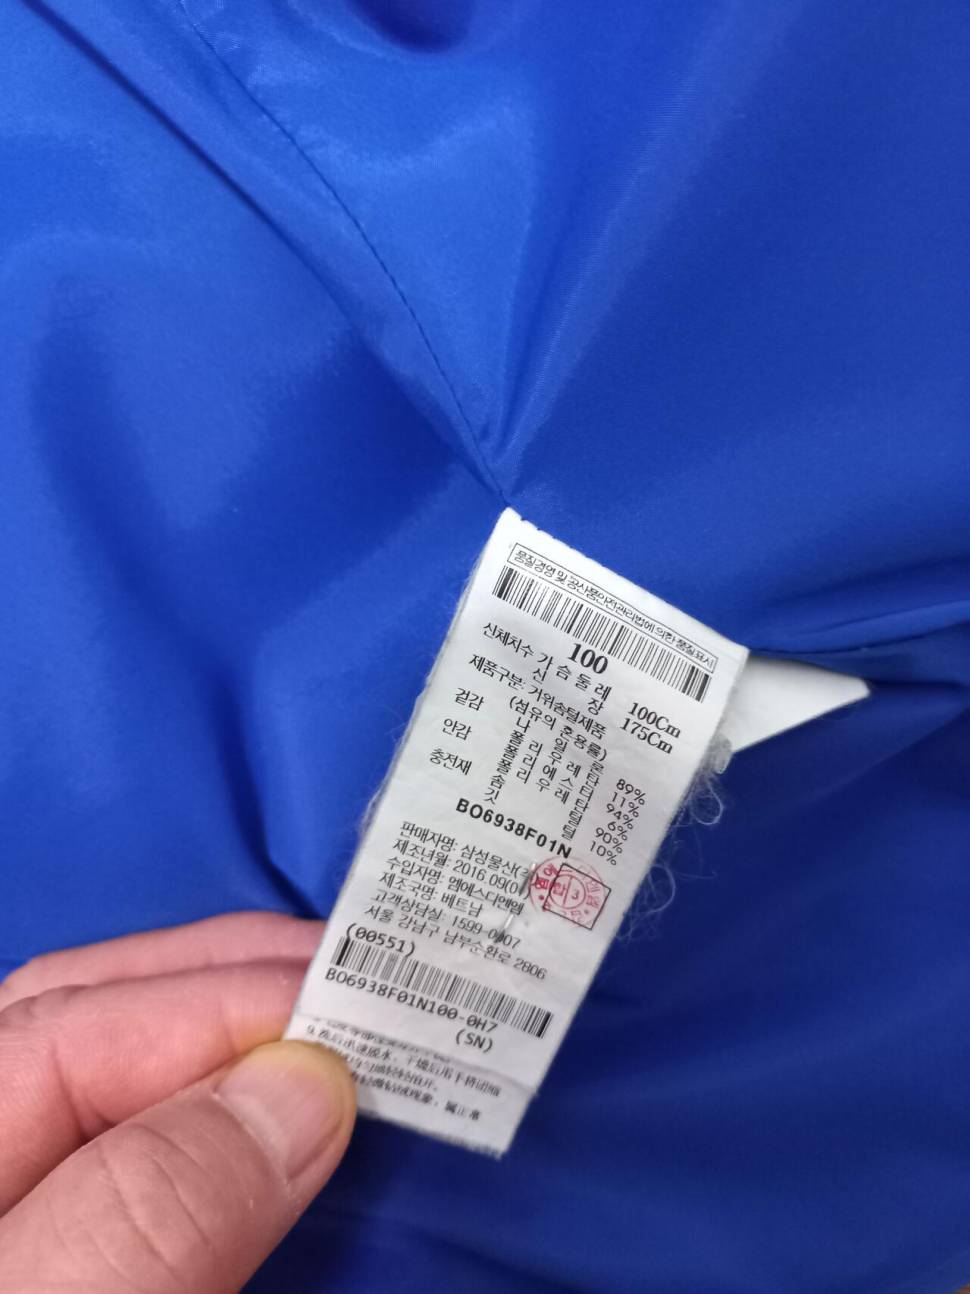 품질경영 및 공산품안전관리법에 의한 품질표시
100
신체치수 가슴둘레 100Cm
신장 175Cm
제품구분: 거위솜털제품
(섬유의 혼용률)
겉감 나일론 89%
폴리우레탄 11%
안감 폴리에스터 94%
폴리우레탄 6%
충전재 솜털 90%
깃털 10%
BO6938F01N
판매자명: 삼성물산(주)
제조년월: 2016.09
수입자명: 엠에스디앤엠
제조국명: 베트남
고객상담실: 1599-0007
서울 강남구 남부순환로 2806
(00551)
BO6938F01N100-0H7
(SN)